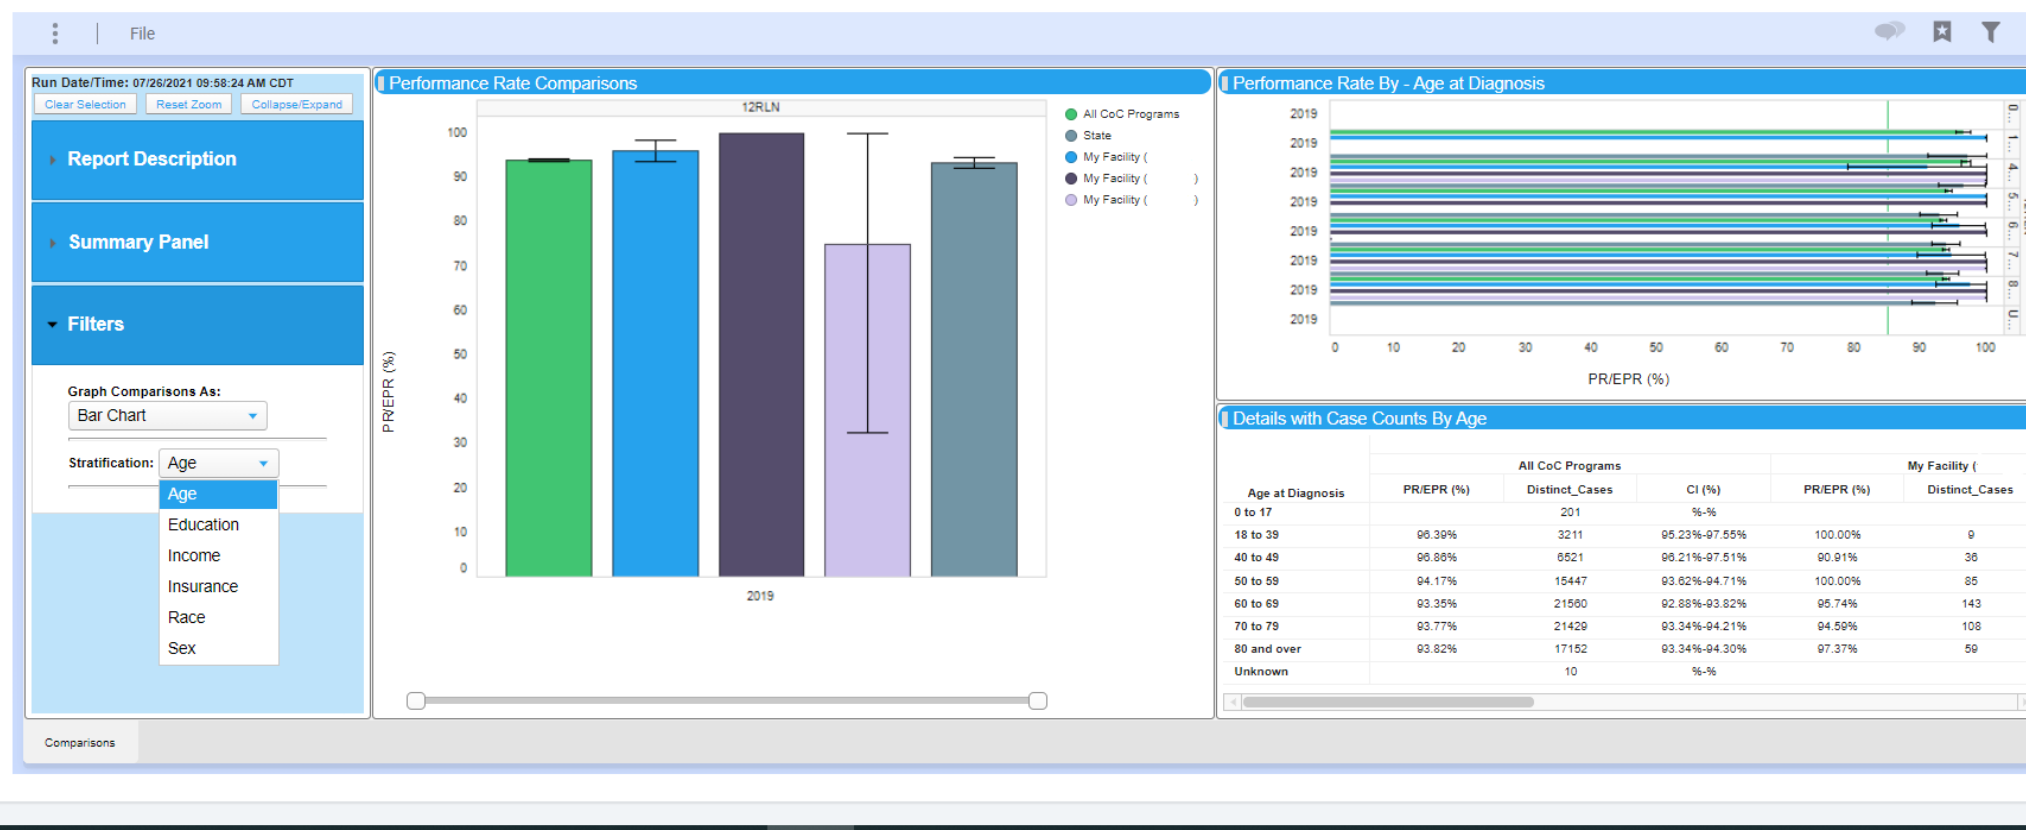 File
Run Date/Time: 07/26/2021 09:58:24 AM CDT
Clear Selection Reset Zoom Collapse/Expand
Report Description
Summary Panel
Filters
Graph Comparisons As:
Bar Chart
Stratification: Age
Age
Education
Income
Insurance
Race
Sex
Performance Rate Comparisons
12RLN
100
90
80
70
60
50
40
30
20
10
0
PR/EPR (%)
2019
All CoC Programs
State
My Facility (
My Facility ( )
My Facility ( )
Performance Rate By - Age at Diagnosis
2019 0...
2019 1...
2019 4...
2019 5...
2019 6...
2019 7...
2019 8...
2019 U...
0 10 20 30 40 50 60 70 80 90 100
PR/EPR (%)
Details with Case Counts By Age
All CoC Programs My Facility (
Age at Diagnosis PR/EPR (%) Distinct_Cases CI (%) PR/EPR (%) Distinct_Cases
0 to 17 201 %-%
18 to 39 96.39% 3211 95.23%-97.55% 100.00% 9
40 to 49 96.86% 6521 96.21%-97.51% 90.91% 36
50 to 59 94.17% 15447 93.62%-94.71% 100.00% 85
60 to 69 93.35% 21560 92.88%-93.82% 95.74% 143
70 to 79 93.77% 21429 93.34%-94.21% 94.59% 108
80 and over 93.82% 17152 93.34%-94.30% 97.37% 59
Unknown 10 %-%
Comparisons